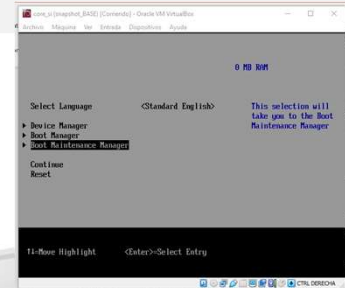 core_si [snapshot_BASE] [Corriendo] - Oracle VM VirtualBox
Archivo Máquina Ver Entrada Dispositivos Ayuda
0 MB RAM
Select Language <Standard English> This selection will
take you to the Boot
Maintenance Manager
Device Manager
Boot Manager
Boot Maintenance Manager
Continue
Reset
↑↓=Move Highlight <Enter>=Select Entry
CTRL DERECHA